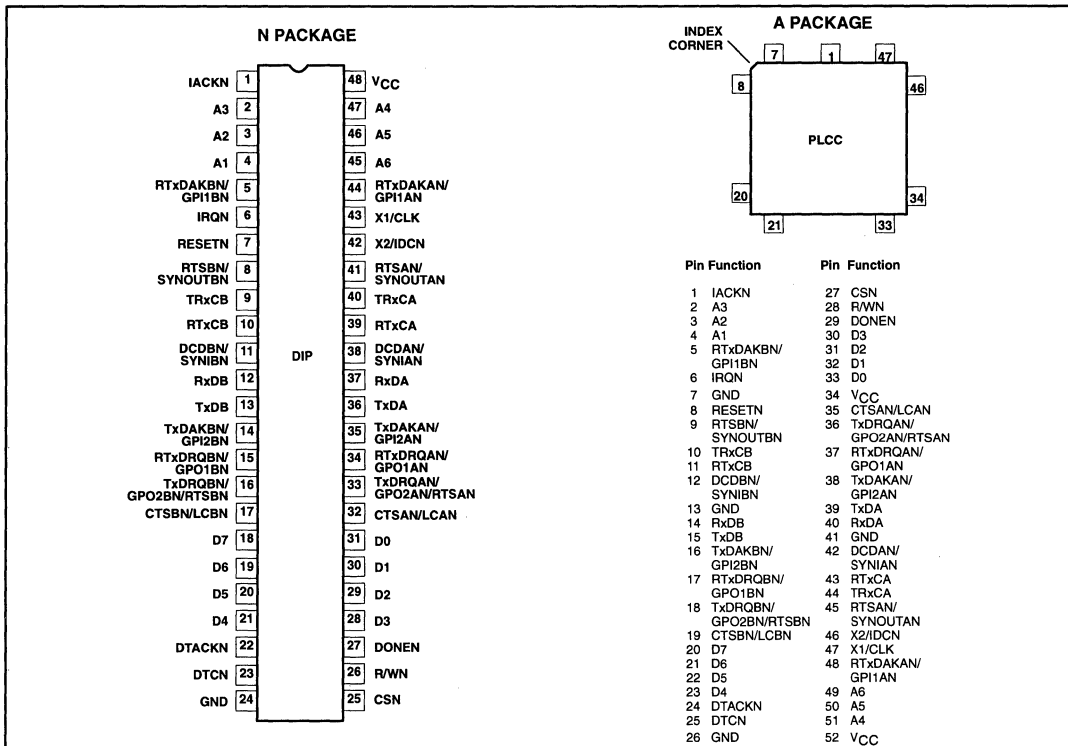 N PACKAGE
IACKN 1
A3 2
A2 3
A1 4
RTxDAKBN/
GPI1BN 5
IRQN 6
RESETN 7
RTSBN/
SYNOUTBN 8
TRxCB 9
RTxCB 10
DCDBN/
SYNIBN 11
RxDB 12
TxDB 13
TxDAKBN/
GPI2BN 14
RTxDRQBN/
GPO1BN 15
TxDRQBN/
GPO2BN/RTSBN 16
CTSBN/LCBN 17
D7 18
D6 19
D5 20
D4 21
DTACKN 22
DTCN 23
GND 24
DIP
48 VCC
47 A4
46 A5
45 A6
44 RTxDAKAN/
GPI1AN
43 X1/CLK
42 X2/IDCN
41 RTSAN/
SYNOUTAN
40 TRxCA
39 RTxCA
38 DCDAN/
SYNIAN
37 RxDA
36 TxDA
35 TxDAKAN/
GPI2AN
34 RTxDRQAN/
GPO1AN
33 TxDRQAN/
GPO2AN/RTSAN
32 CTSAN/LCAN
31 D0
30 D1
29 D2
28 D3
27 DONEN
26 R/WN
25 CSN
A PACKAGE
INDEX
CORNER
7 1 47
8 46
PLCC
20 34
21 33
Pin Function
1 IACKN
2 A3
3 A2
4 A1
5 RTxDAKBN/
GPI1BN
6 IRQN
7 GND
8 RESETN
9 RTSBN/
SYNOUTBN
10 TRxCB
11 RTxCB
12 DCDBN/
SYNIBN
13 GND
14 RxDB
15 TxDB
16 TxDAKBN/
GPI2BN
17 RTxDRQBN/
GPO1BN
18 TxDRQBN/
GPO2BN/RTSBN
19 CTSBN/LCBN
20 D7
21 D6
22 D5
23 D4
24 DTACKN
25 DTCN
26 GND
Pin Function
27 CSN
28 R/WN
29 DONEN
30 D3
31 D2
32 D1
33 D0
34 VCC
35 CTSAN/LCAN
36 TxDRQAN/
GPO2AN/RTSAN
37 RTxDRQAN/
GPO1AN
38 TxDAKAN/
GPI2AN
39 TxDA
40 RxDA
41 GND
42 DCDAN/
SYNIAN
43 RTxCA
44 TRxCA
45 RTSAN/
SYNOUTAN
46 X2/IDCN
47 X1/CLK
48 RTxDAKAN/
GPI1AN
49 A6
50 A5
51 A4
52 VCC